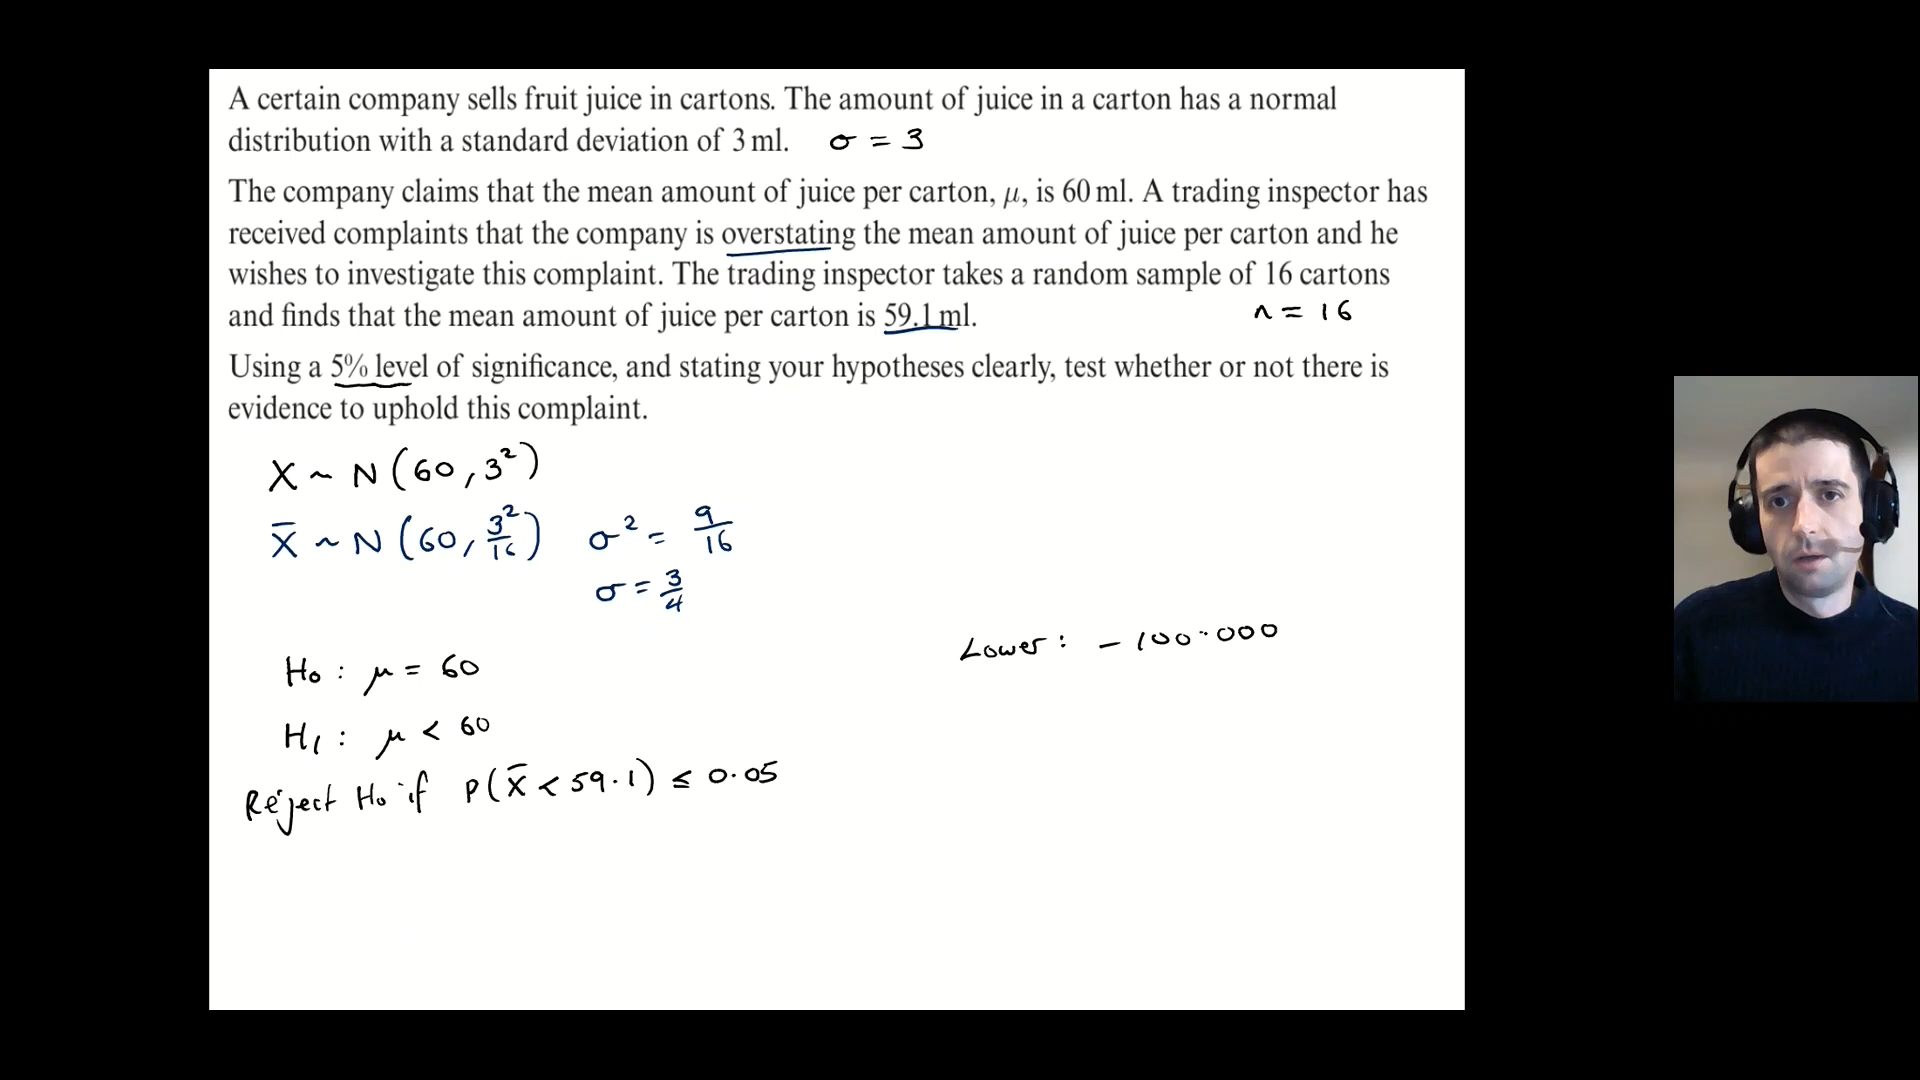 A certain company sells fruit juice in cartons. The amount of juice in a carton has a normal
distribution with a standard deviation of 3 ml. σ = 3
The company claims that the mean amount of juice per carton, μ, is 60 ml. A trading inspector has
received complaints that the company is overstating the mean amount of juice per carton and he
wishes to investigate this complaint. The trading inspector takes a random sample of 16 cartons
and finds that the mean amount of juice per carton is 59.1 ml. n = 16
Using a 5% level of significance, and stating your hypotheses clearly, test whether or not there is
evidence to uphold this complaint.
X ~ N(60, 3²)
X̄ ~ N(60, 3²/16) σ² = 9/16
σ = 3/4
Lower: -100·000
H₀: μ = 60
H₁: μ < 60
Reject H₀ if P(X̄ < 59.1) ≤ 0.05